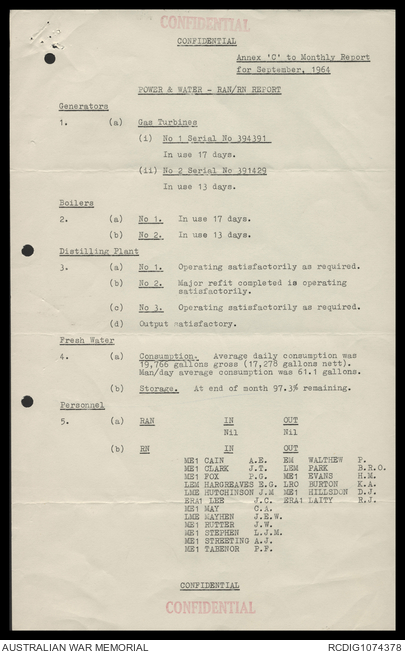 CONFIDENTIAL
CONFIDENTIAL
Annex 'C' to Monthly Report
for September, 1964
POWER & WATER - RAN/RN REPORT
Generators
1. (a) Gas Turbines
(i) No 1 Serial No 394391
In use 17 days.
(ii) No 2 Serial No 391429
In use 13 days.
Boilers
2. (a) No 1. In use 17 days.
(b) No 2. In use 13 days.
Distilling Plant
3. (a) No 1. Operating satisfactorily as required.
(b) No 2. Major refit completed is operating
satisfactorily.
(c) No 3. Operating satisfactorily as required.
(d) Output satisfactory.
Fresh Water
4. (a) Consumption. Average daily consumption was
19,766 gallons gross (17,278 gallons nett).
Man/day average consumption was 61.1 gallons.
(b) Storage. At end of month 97.3% remaining.
Personnel
5. (a) RAN IN OUT
Nil Nil
(b) RN IN OUT
ME1 CAIN A.E. EM WALTHEW P.
ME1 CLARK J.T. LEM PARK B.R.O.
ME1 FOX P.G. ME1 EVANS H.M.
LEM HARGREAVES E.G. LRO BURTON K.A.
LME HUTCHINSON J.M ME1 HILLSDON D.J.
ERA1 LEE J.C. ERA1 LAITY R.J.
ME1 MAY C.A.
LME MAYHEN J.E.W.
ME1 RUTTER J.W.
ME1 STEPHEN L.J.M.
ME1 STREETING A.J.
ME1 TABENOR P.F.
CONFIDENTIAL
CONFIDENTIAL
AUSTRALIAN WAR MEMORIAL
RCDIG1074378